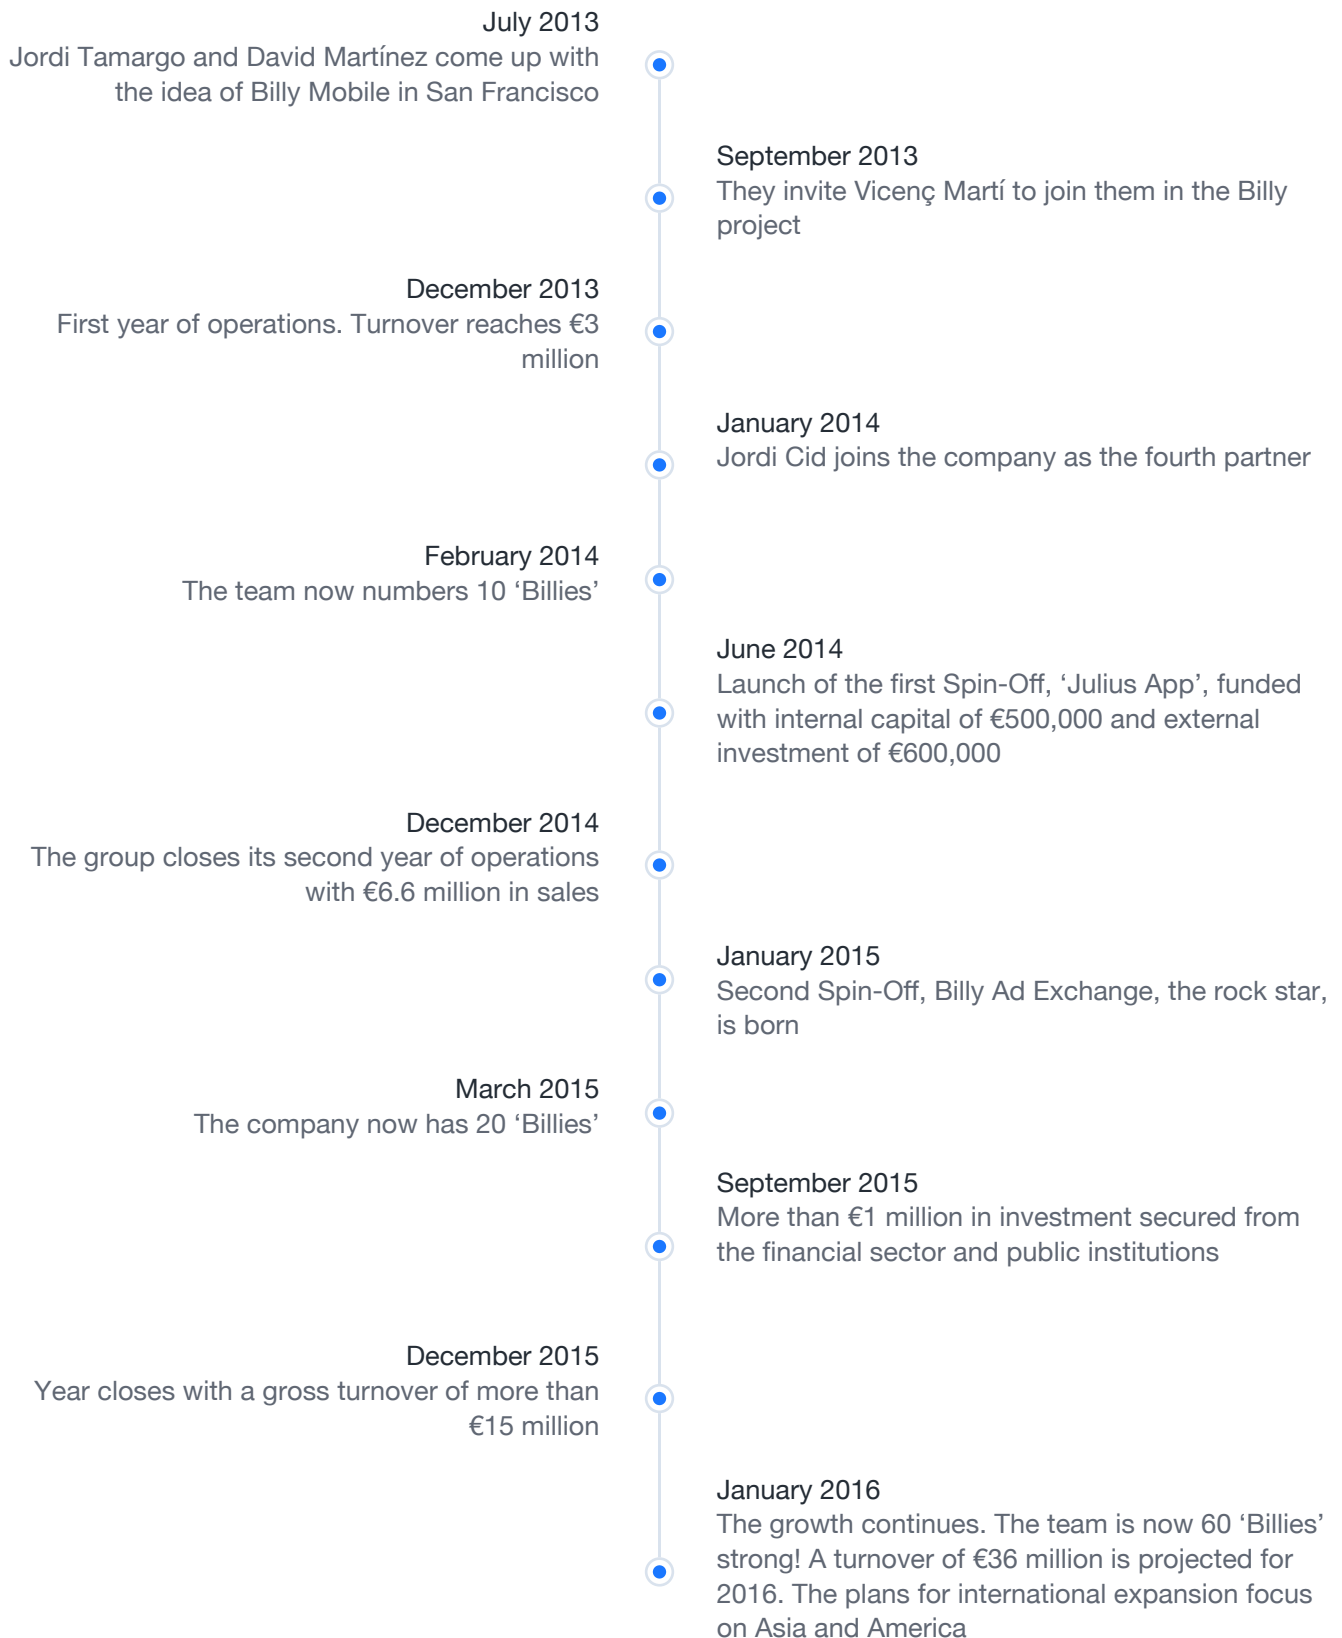 July 2013
Jordi Tamargo and David Martínez come up with
the idea of Billy Mobile in San Francisco
September 2013
They invite Vicenç Martí to join them in the Billy
project
December 2013
First year of operations. Turnover reaches €3
million
January 2014
Jordi Cid joins the company as the fourth partner
February 2014
The team now numbers 10 ‘Billies’
June 2014
Launch of the first Spin-Off, ‘Julius App’, funded
with internal capital of €500,000 and external
investment of €600,000
December 2014
The group closes its second year of operations
with €6.6 million in sales
January 2015
Second Spin-Off, Billy Ad Exchange, the rock star,
is born
March 2015
The company now has 20 ‘Billies’
September 2015
More than €1 million in investment secured from
the financial sector and public institutions
December 2015
Year closes with a gross turnover of more than
€15 million
January 2016
The growth continues. The team is now 60 ‘Billies’
strong! A turnover of €36 million is projected for
2016. The plans for international expansion focus
on Asia and America